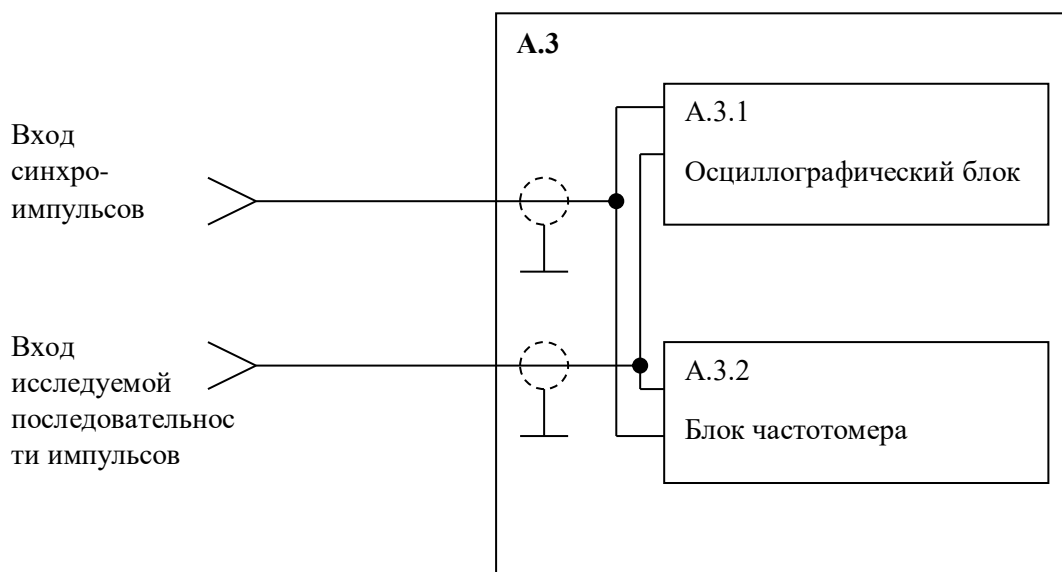 А.3
Вход
синхро-
импульсов
А.3.1
Осциллографический блок
Вход
исследуемой
последовательнос
ти импульсов
А.3.2
Блок частотомера